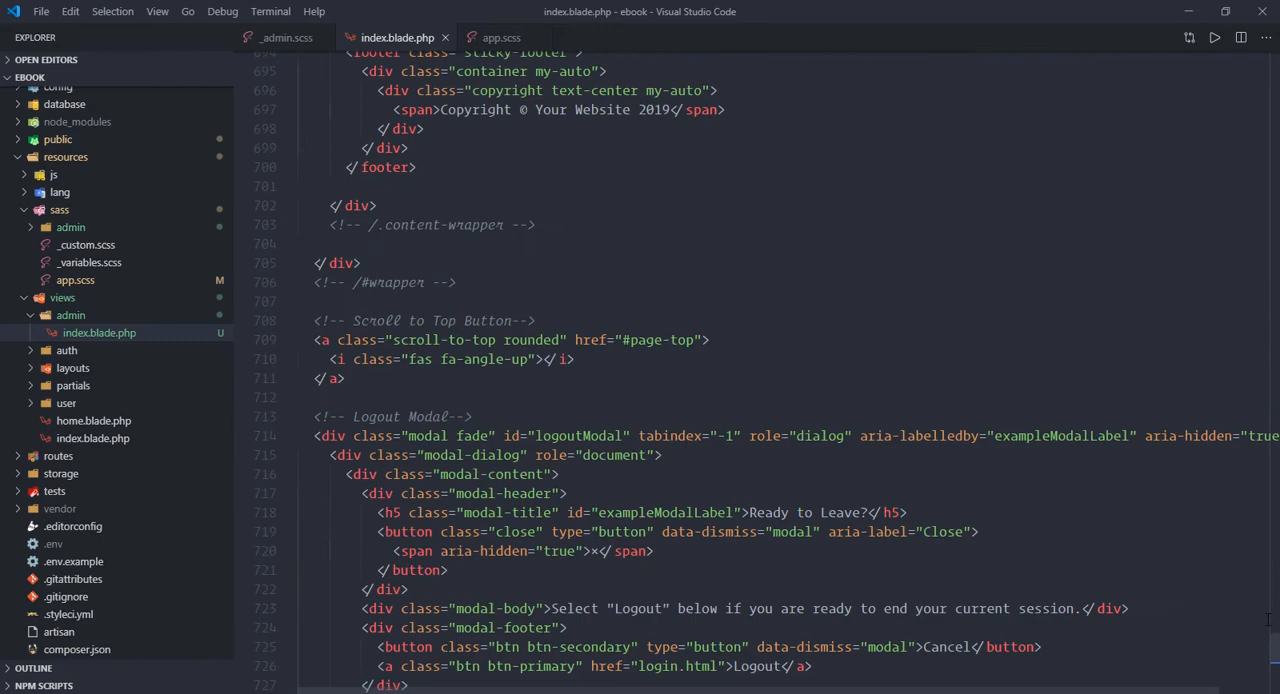 File Edit Selection View Go Debug Terminal Help
index.blade.php - ebook - Visual Studio Code
EXPLORER
_admin.scss
index.blade.php
app.scss
OPEN EDITORS
EBOOK
config
database
node_modules
public
resources
js
lang
sass
admin
_custom.scss
_variables.scss
app.scss M
views
admin
index.blade.php U
auth
layouts
partials
user
home.blade.php
index.blade.php
routes
storage
tests
vendor
.editorconfig
.env
.env.example
.gitattributes
.gitignore
.styleci.yml
artisan
composer.json
OUTLINE
NPM SCRIPTS
694 <footer class="sticky-footer">
695 <div class="container my-auto">
696 <div class="copyright text-center my-auto">
697 <span>Copyright © Your Website 2019</span>
698 </div>
699 </div>
700 </footer>
701
702 </div>
703 <!-- /.content-wrapper -->
704
705 </div>
706 <!-- /#wrapper -->
707
708 <!-- Scroll to Top Button-->
709 <a class="scroll-to-top rounded" href="#page-top">
710 <i class="fas fa-angle-up"></i>
711 </a>
712
713 <!-- Logout Modal-->
714 <div class="modal fade" id="logoutModal" tabindex="-1" role="dialog" aria-labelledby="exampleModalLabel" aria-hidden="true
715 <div class="modal-dialog" role="document">
716 <div class="modal-content">
717 <div class="modal-header">
718 <h5 class="modal-title" id="exampleModalLabel">Ready to Leave?</h5>
719 <button class="close" type="button" data-dismiss="modal" aria-label="Close">
720 <span aria-hidden="true">×</span>
721 </button>
722 </div>
723 <div class="modal-body">Select "Logout" below if you are ready to end your current session.</div>
724 <div class="modal-footer">
725 <button class="btn btn-secondary" type="button" data-dismiss="modal">Cancel</button>
726 <a class="btn btn-primary" href="login.html">Logout</a>
727 </div>